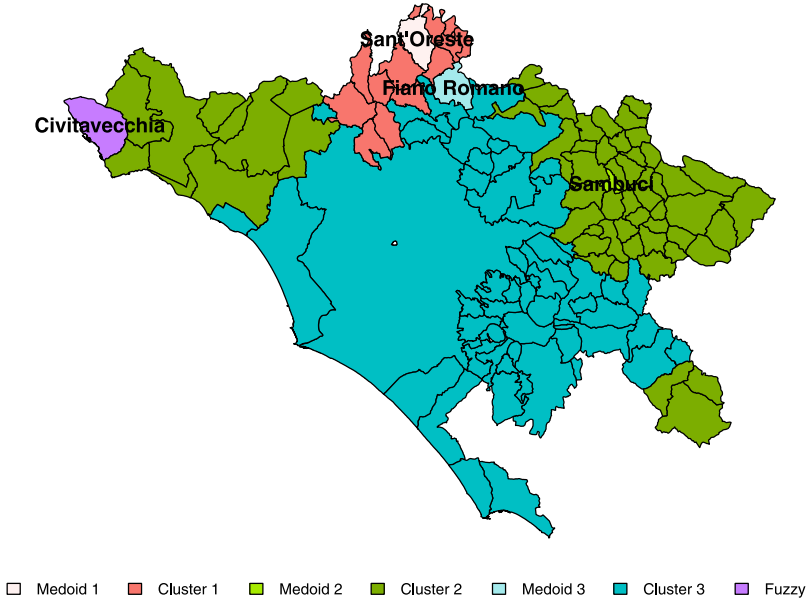 Sant'Oreste
Fiano Romano
Civitavecchia
Sambuci
Medoid 1 Cluster 1 Medoid 2 Cluster 2 Medoid 3 Cluster 3 Fuzzy